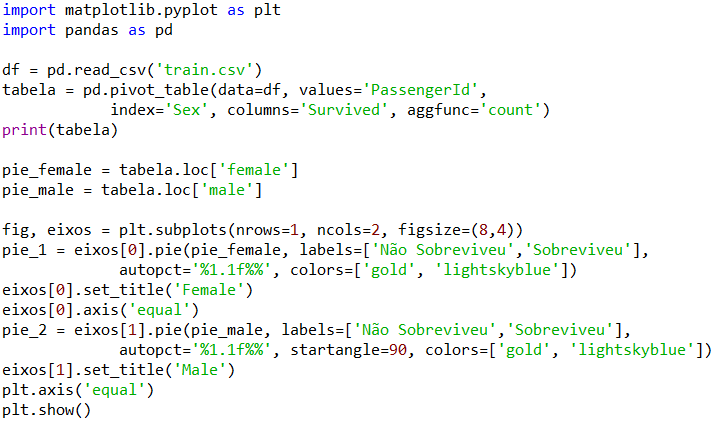 import matplotlib.pyplot as plt
import pandas as pd
df = pd.read_csv('train.csv')
tabela = pd.pivot_table(data=df, values='PassengerId',
            index='Sex', columns='Survived', aggfunc='count')
print(tabela)
pie_female = tabela.loc['female']
pie_male = tabela.loc['male']
fig, eixos = plt.subplots(nrows=1, ncols=2, figsize=(8,4))
pie_1 = eixos[0].pie(pie_female, labels=['Não Sobreviveu','Sobreviveu'],
             autopct='%1.1f%%', colors=['gold', 'lightskyblue'])
eixos[0].set_title('Female')
eixos[0].axis('equal')
pie_2 = eixos[1].pie(pie_male, labels=['Não Sobreviveu','Sobreviveu'],
             autopct='%1.1f%%', startangle=90, colors=['gold', 'lightskyblue'])
eixos[1].set_title('Male')
plt.axis('equal')
plt.show()